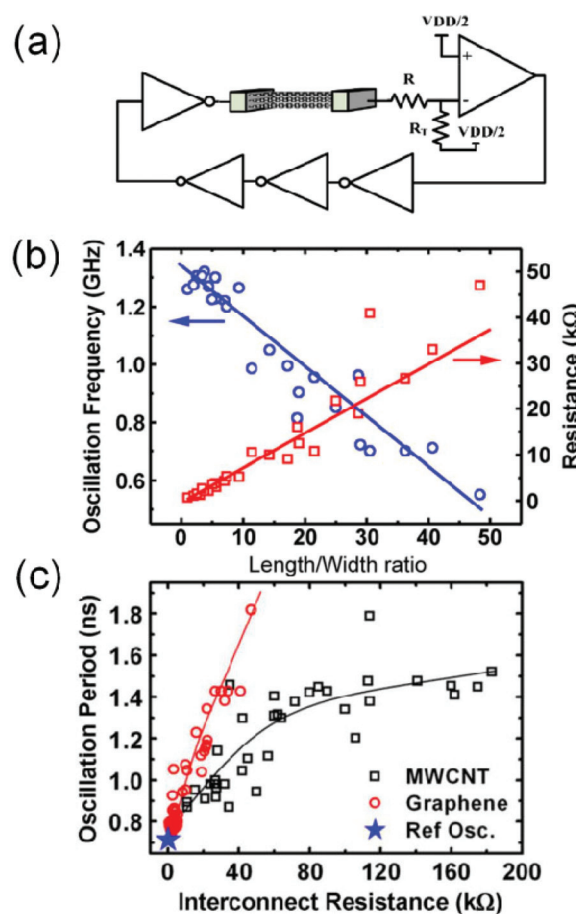 (a)
VDD/2
+
R
-
R_T
VDD/2
(b)
Oscillation Frequency (GHz)
1.4
1.2
1.0
0.8
0.6
50
40
30
20
10
0
Resistance (kΩ)
0 10 20 30 40 50
Length/Width ratio
(c)
Oscillation Period (ns)
1.8
1.6
1.4
1.2
1.0
0.8
MWCNT
Graphene
Ref Osc.
0 40 80 120 160 200
Interconnect Resistance (kΩ)